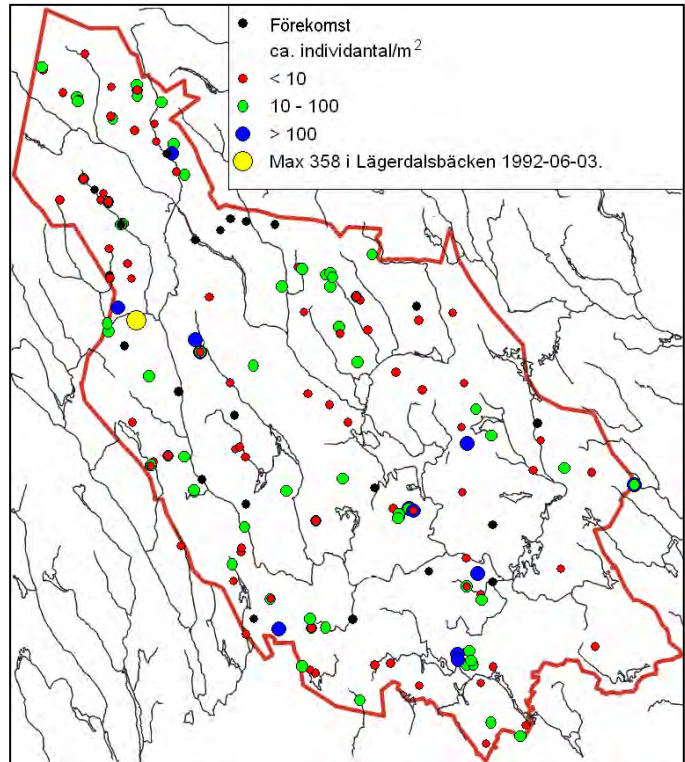 Förekomst
ca. individantal/m²
< 10
10 - 100
> 100
Max 358 i Lägerdalsbäcken 1992-06-03.